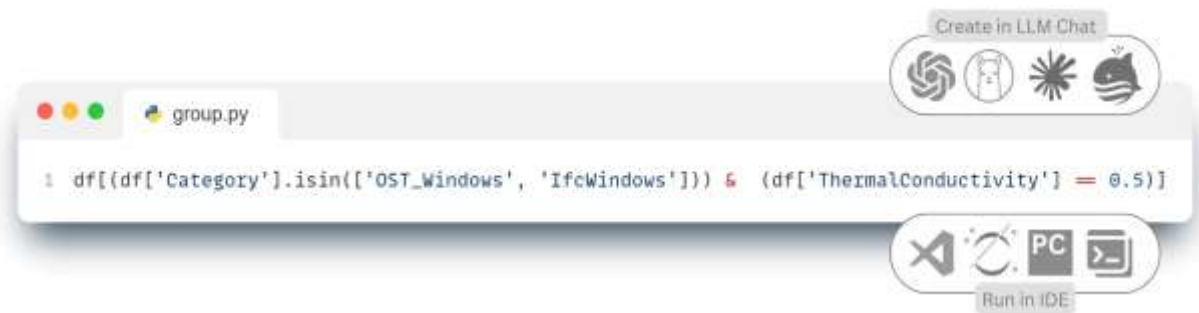 Create in LLM Chat
group.py
1 df[(df['Category'].isin(['OST_Windows', 'IfcWindows'])) & (df['ThermalConductivity'] == 0.5)]
PC
>_
Run in IDE